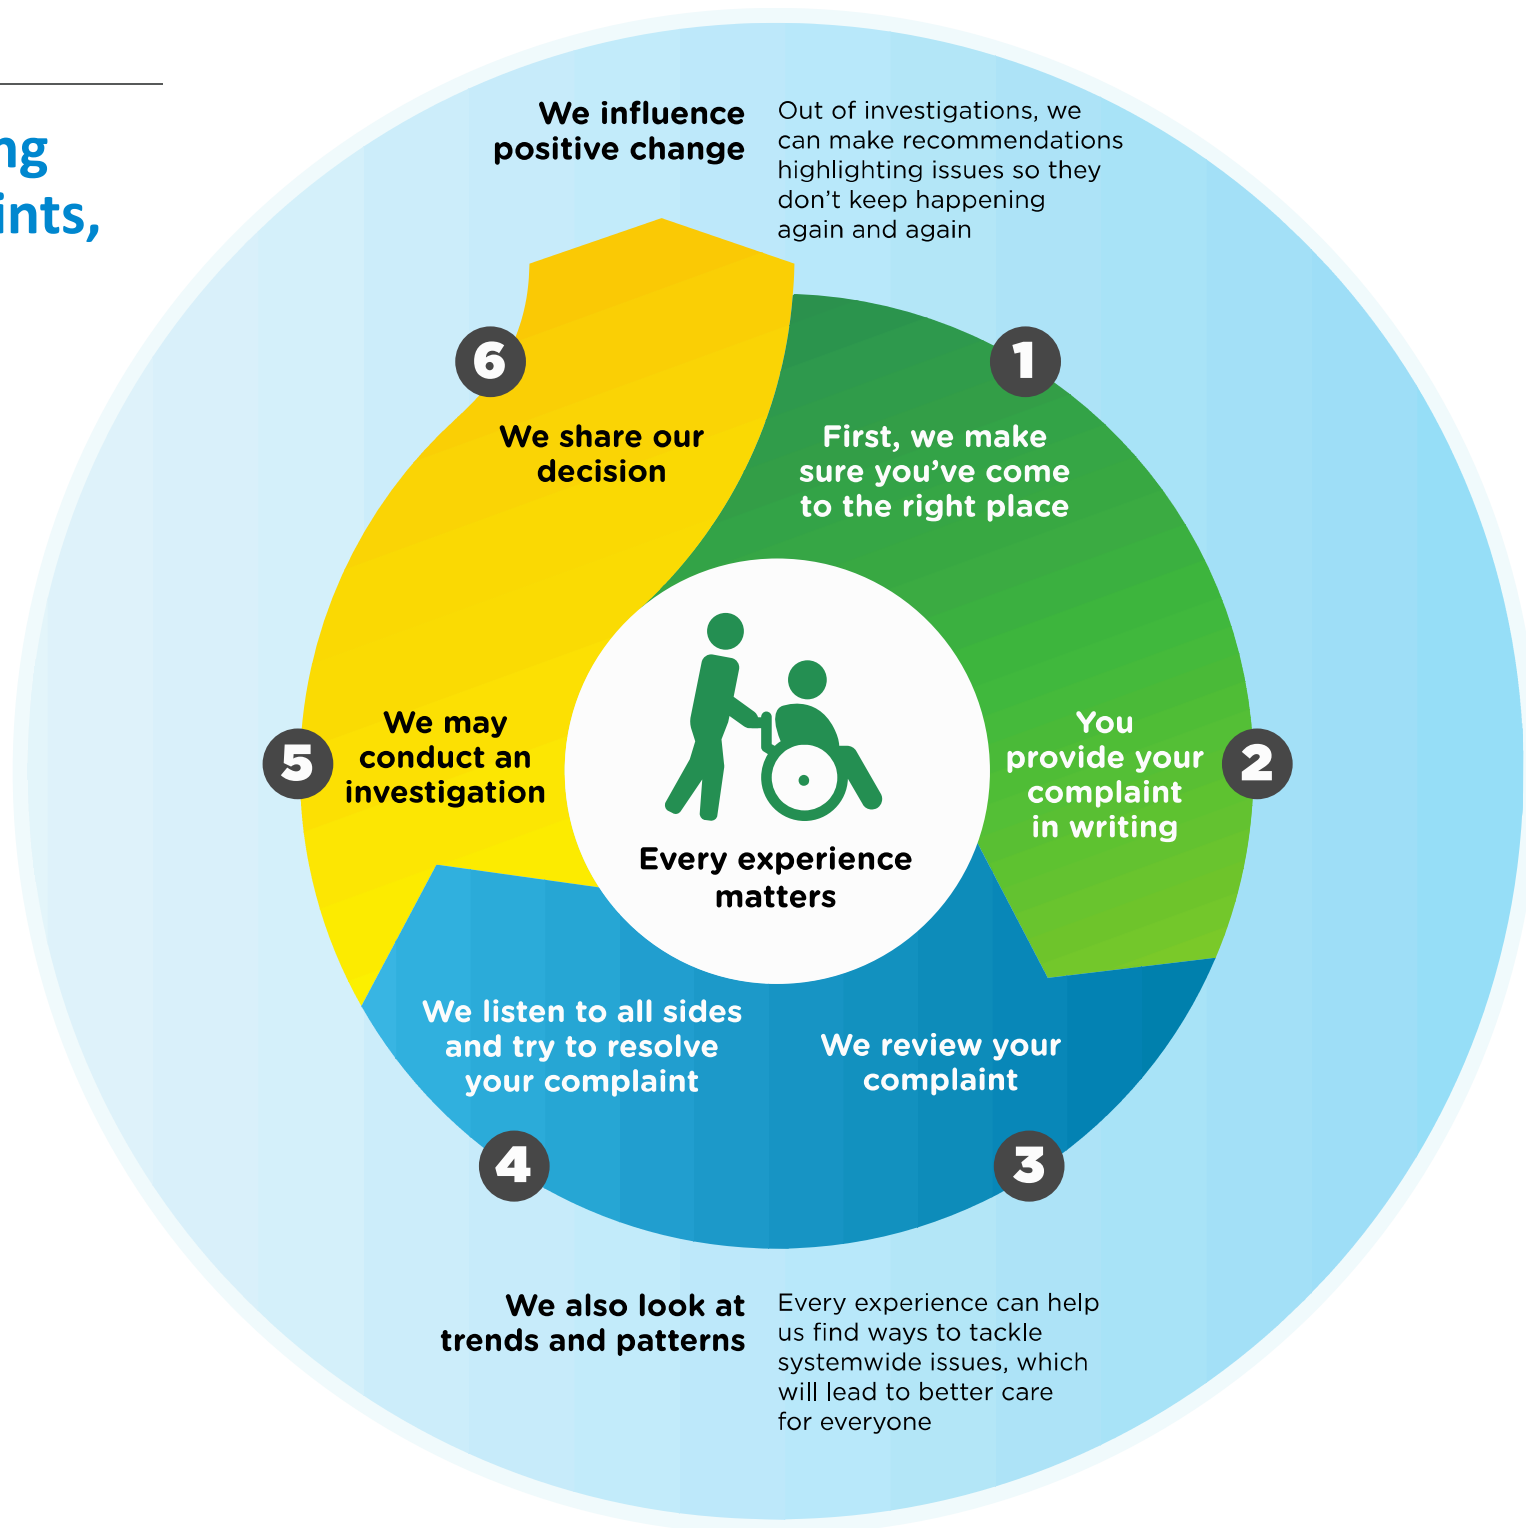 ints,
We influence
positive change
Out of investigations, we
can make recommendations
highlighting issues so they
don't keep happening
again and again
1
First, we make
sure you've come
to the right place
2
You
provide your
complaint
in writing
3
We review your
complaint
4
We listen to all sides
and try to resolve
your complaint
5
We may
conduct an
investigation
6
We share our
decision
Every experience
matters
We also look at
trends and patterns
Every experience can help
us find ways to tackle
systemwide issues, which
will lead to better care
for everyone